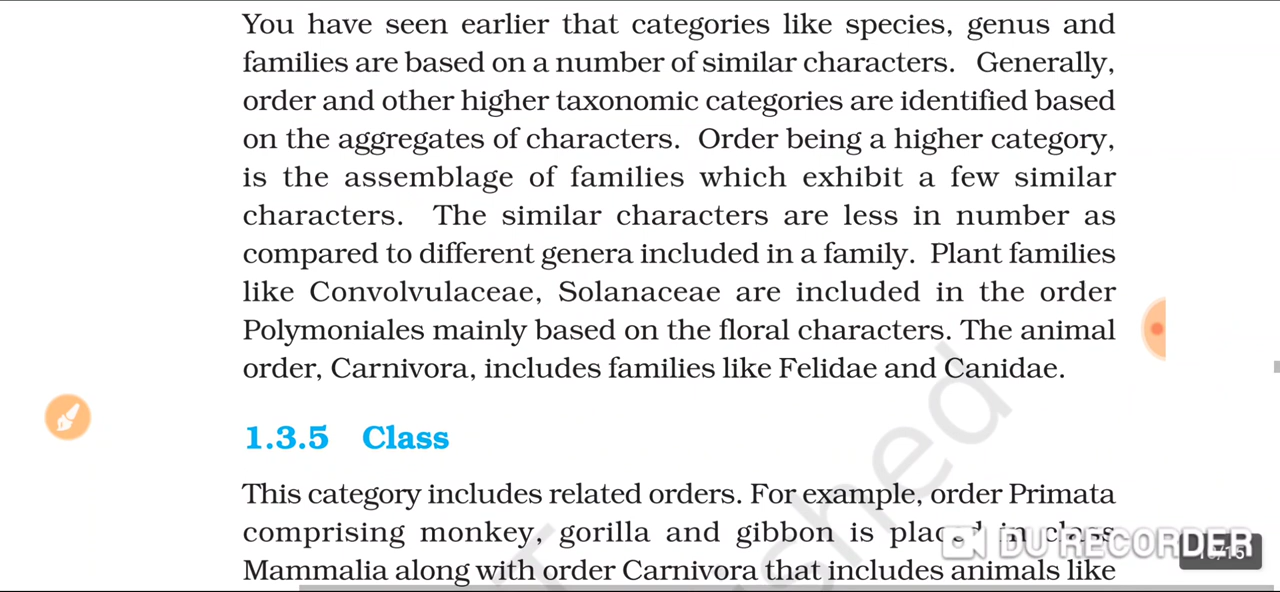 You have seen earlier that categories like species, genus and
families are based on a number of similar characters. Generally,
order and other higher taxonomic categories are identified based
on the aggregates of characters. Order being a higher category,
is the assemblage of families which exhibit a few similar
characters. The similar characters are less in number as
compared to different genera included in a family. Plant families
like Convolvulaceae, Solanaceae are included in the order
Polymoniales mainly based on the floral characters. The animal
order, Carnivora, includes families like Felidae and Canidae.
1.3.5 Class
This category includes related orders. For example, order Primata
comprising monkey, gorilla and gibbon is placed in class
Mammalia along with order Carnivora that includes animals like
DU RECORDER